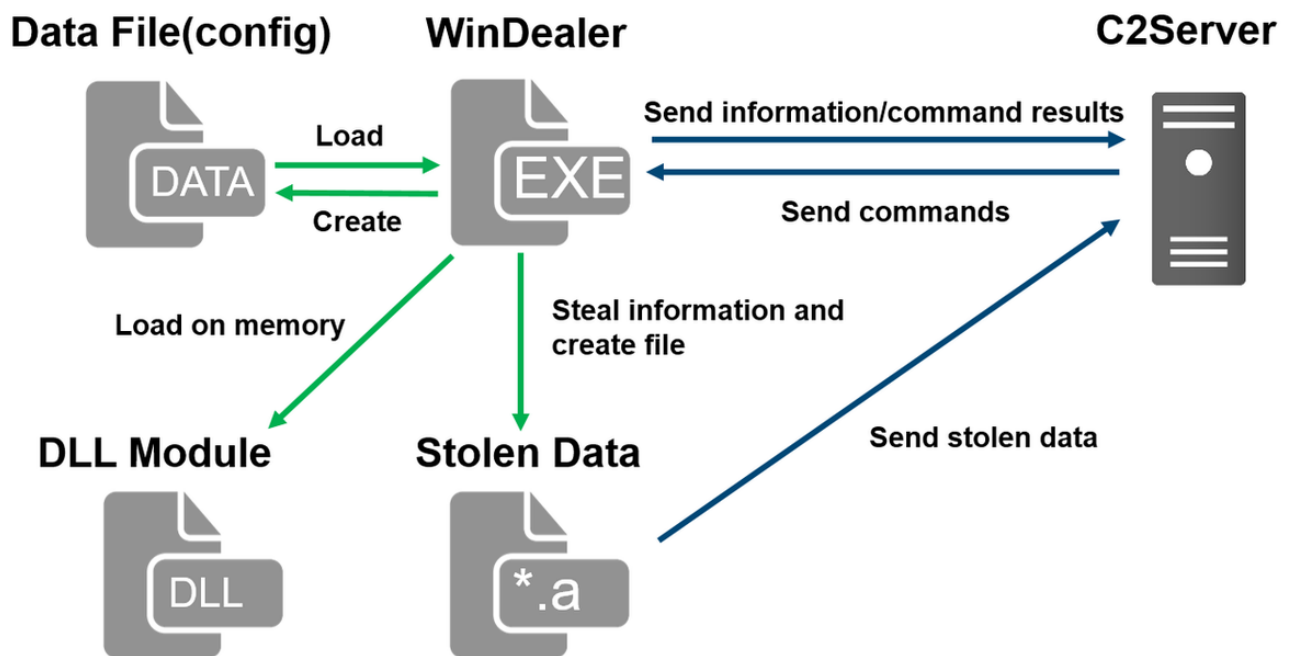 Data File(config)
WinDealer
C2Server
Load
DATA
Create
EXE
Send information/command results
Send commands
Load on memory
Steal information and
create file
Send stolen data
DLL Module
Stolen Data
DLL
*.a